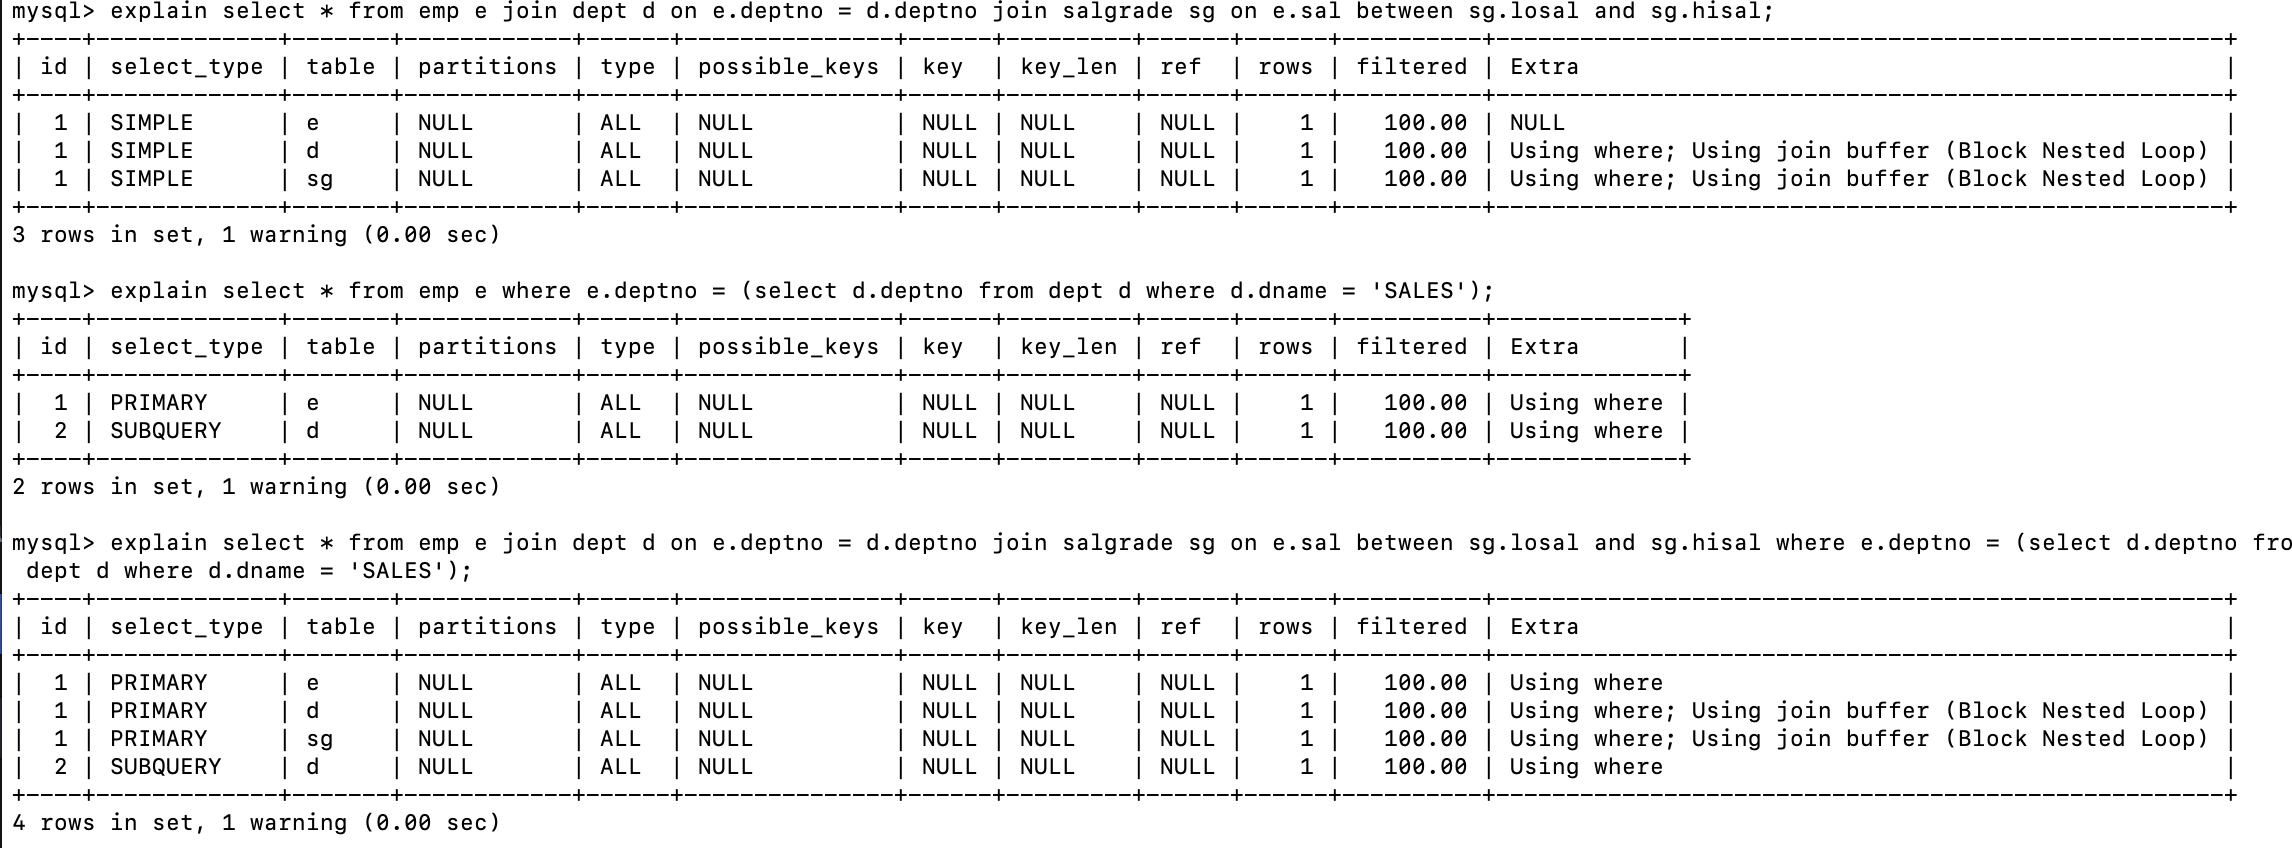 mysql> explain select * from emp e join dept d on e.deptno = d.deptno join salgrade sg on e.sal between sg.losal and sg.hisal;
+----+-------------+-------+------------+------+---------------+------+---------+------+------+----------+----------------------------------------------------+
| id | select_type | table | partitions | type | possible_keys | key  | key_len | ref  | rows | filtered | Extra                                              |
+----+-------------+-------+------------+------+---------------+------+---------+------+------+----------+----------------------------------------------------+
|  1 | SIMPLE      | e     | NULL       | ALL  | NULL          | NULL | NULL    | NULL |    1 |   100.00 | NULL                                               |
|  1 | SIMPLE      | d     | NULL       | ALL  | NULL          | NULL | NULL    | NULL |    1 |   100.00 | Using where; Using join buffer (Block Nested Loop) |
|  1 | SIMPLE      | sg    | NULL       | ALL  | NULL          | NULL | NULL    | NULL |    1 |   100.00 | Using where; Using join buffer (Block Nested Loop) |
+----+-------------+-------+------------+------+---------------+------+---------+------+------+----------+----------------------------------------------------+
3 rows in set, 1 warning (0.00 sec)

mysql> explain select * from emp e where e.deptno = (select d.deptno from dept d where d.dname = 'SALES');
+----+-------------+-------+------------+------+---------------+------+---------+------+------+----------+-------------+
| id | select_type | table | partitions | type | possible_keys | key  | key_len | ref  | rows | filtered | Extra       |
+----+-------------+-------+------------+------+---------------+------+---------+------+------+----------+-------------+
|  1 | PRIMARY     | e     | NULL       | ALL  | NULL          | NULL | NULL    | NULL |    1 |   100.00 | Using where |
|  2 | SUBQUERY    | d     | NULL       | ALL  | NULL          | NULL | NULL    | NULL |    1 |   100.00 | Using where |
+----+-------------+-------+------------+------+---------------+------+---------+------+------+----------+-------------+
2 rows in set, 1 warning (0.00 sec)

mysql> explain select * from emp e join dept d on e.deptno = d.deptno join salgrade sg on e.sal between sg.losal and sg.hisal where e.deptno = (select d.deptno fro
 dept d where d.dname = 'SALES');
+----+-------------+-------+------------+------+---------------+------+---------+------+------+----------+----------------------------------------------------+
| id | select_type | table | partitions | type | possible_keys | key  | key_len | ref  | rows | filtered | Extra                                              |
+----+-------------+-------+------------+------+---------------+------+---------+------+------+----------+----------------------------------------------------+
|  1 | PRIMARY     | e     | NULL       | ALL  | NULL          | NULL | NULL    | NULL |    1 |   100.00 | Using where                                        |
|  1 | PRIMARY     | d     | NULL       | ALL  | NULL          | NULL | NULL    | NULL |    1 |   100.00 | Using where; Using join buffer (Block Nested Loop) |
|  1 | PRIMARY     | sg    | NULL       | ALL  | NULL          | NULL | NULL    | NULL |    1 |   100.00 | Using where; Using join buffer (Block Nested Loop) |
|  2 | SUBQUERY    | d     | NULL       | ALL  | NULL          | NULL | NULL    | NULL |    1 |   100.00 | Using where                                        |
+----+-------------+-------+------------+------+---------------+------+---------+------+------+----------+----------------------------------------------------+
4 rows in set, 1 warning (0.00 sec)